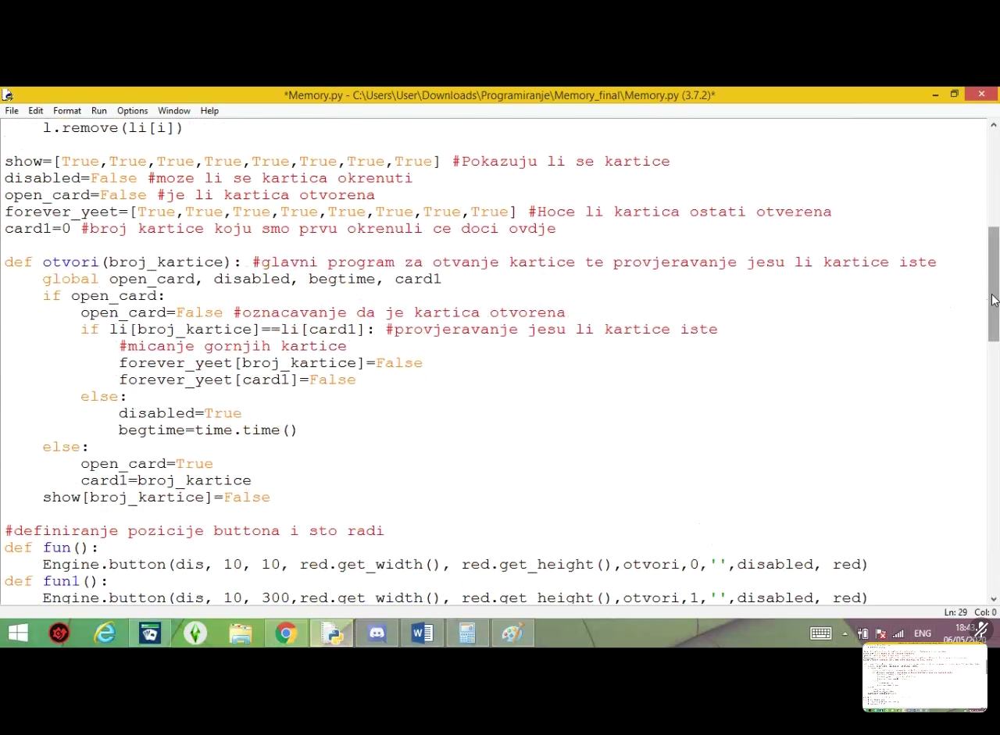 *Memory.py - C:\Users\User\Downloads\Programiranje\Memory_final\Memory.py (3.7.2)*
File Edit Format Run Options Window Help
    l.remove(li[i])
show=[True,True,True,True,True,True,True,True] #Pokazuju li se kartice
disabled=False #moze li se kartica okrenuti
open_card=False #je li kartica otvorena
forever_yeet=[True,True,True,True,True,True,True,True] #Hoce li kartica ostati otverena
card1=0 #broj kartice koju smo prvu okrenuli ce doci ovdje
def otvori(broj_kartice): #glavni program za otvanje kartice te provjeravanje jesu li kartice iste
    global open_card, disabled, begtime, card1
    if open_card:
        open_card=False #oznacavanje da je kartica otvorena
        if li[broj_kartice]==li[card1]: #provjeravanje jesu li kartice iste
            #micanje gornjih kartice
            forever_yeet[broj_kartice]=False
            forever_yeet[card1]=False
        else:
            disabled=True
            begtime=time.time()
    else:
        open_card=True
        card1=broj_kartice
    show[broj_kartice]=False
#definiranje pozicije buttona i sto radi
def fun():
    Engine.button(dis, 10, 10, red.get_width(), red.get_height(),otvori,0,'',disabled, red)
def fun1():
    Engine.button(dis, 10, 300,red.get_width(), red.get_height(),otvori,1,'',disabled, red)
Ln: 29 Col: 0
ENG
18:43
06/05/2020